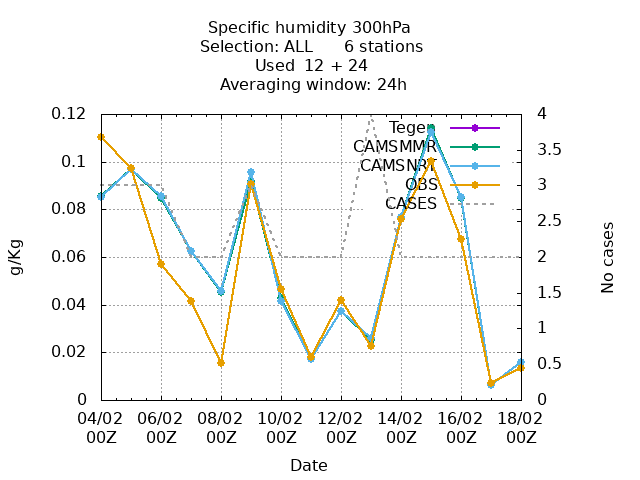 Specific humidity 300hPa
Selection: ALL      6 stations
Used  12 + 24
Averaging window: 24h
0.12
0.1
0.08
0.06
0.04
0.02
0
g/Kg
4
3.5
3
2.5
2
1.5
1
0.5
0
No cases
Tegen
CAMSMMR
CAMSNRT
OBS
CASES
04/02 06/02 08/02 10/02 12/02 14/02 16/02 18/02
00Z 00Z 00Z 00Z 00Z 00Z 00Z 00Z
Date